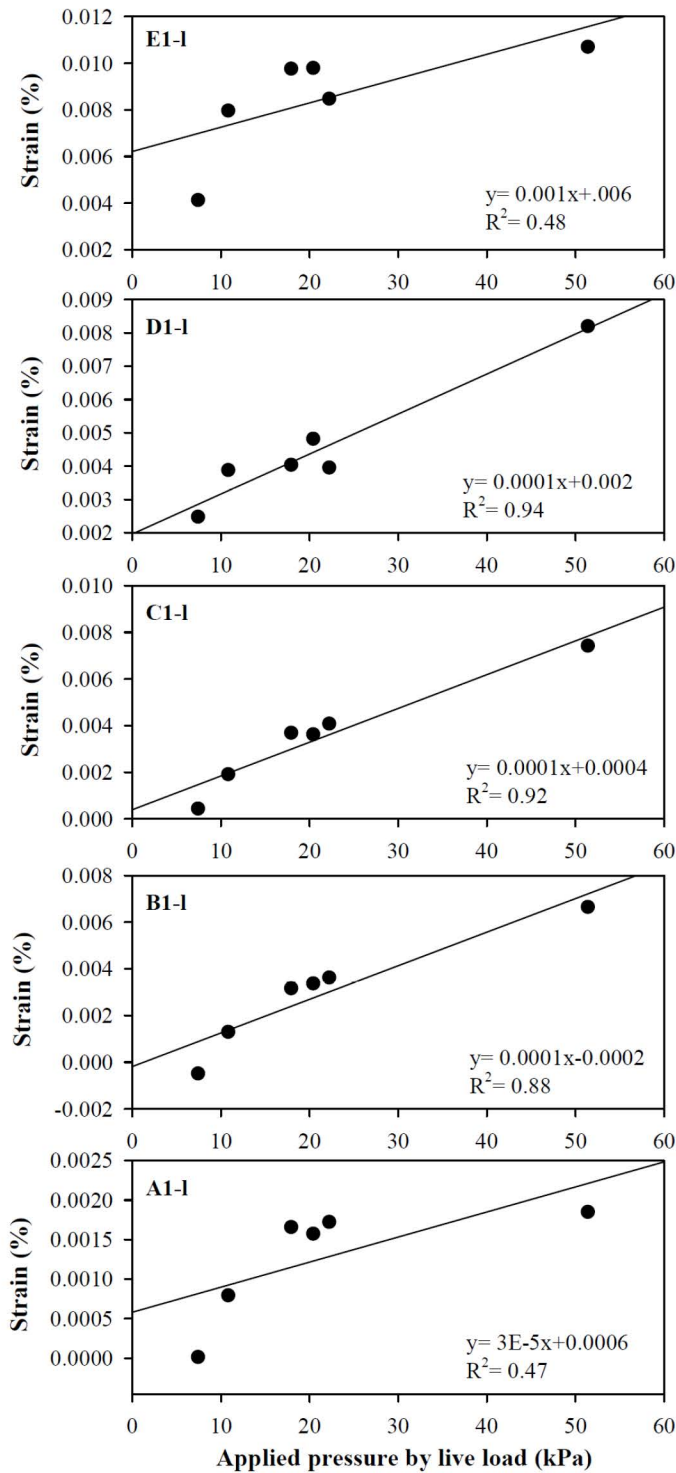 0.012
E1-l
0.010
0.008
0.006
0.004
0.002
Strain (%)
y= 0.001x+.006
R²= 0.48
0 10 20 30 40 50 60
0.009
D1-l
0.008
0.007
0.006
0.005
0.004
0.003
0.002
Strain (%)
y= 0.0001x+0.002
R²= 0.94
0 10 20 30 40 50 60
0.010
C1-l
0.008
0.006
0.004
0.002
0.000
Strain (%)
y= 0.0001x+0.0004
R²= 0.92
0 10 20 30 40 50 60
0.008
B1-l
0.006
0.004
0.002
0.000
-0.002
Strain (%)
y= 0.0001x-0.0002
R²= 0.88
0 10 20 30 40 50 60
0.0025
A1-l
0.0020
0.0015
0.0010
0.0005
0.0000
Strain (%)
y= 3E-5x+0.0006
R²= 0.47
0 10 20 30 40 50 60
Applied pressure by live load (kPa)